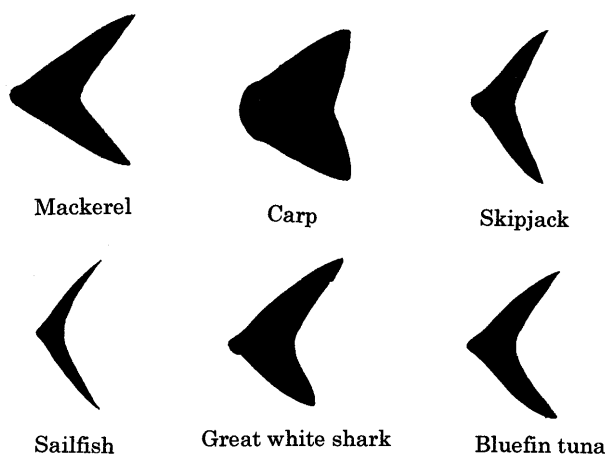 Mackerel
Carp
Skipjack
Sailfish
Great white shark
Bluefin tuna